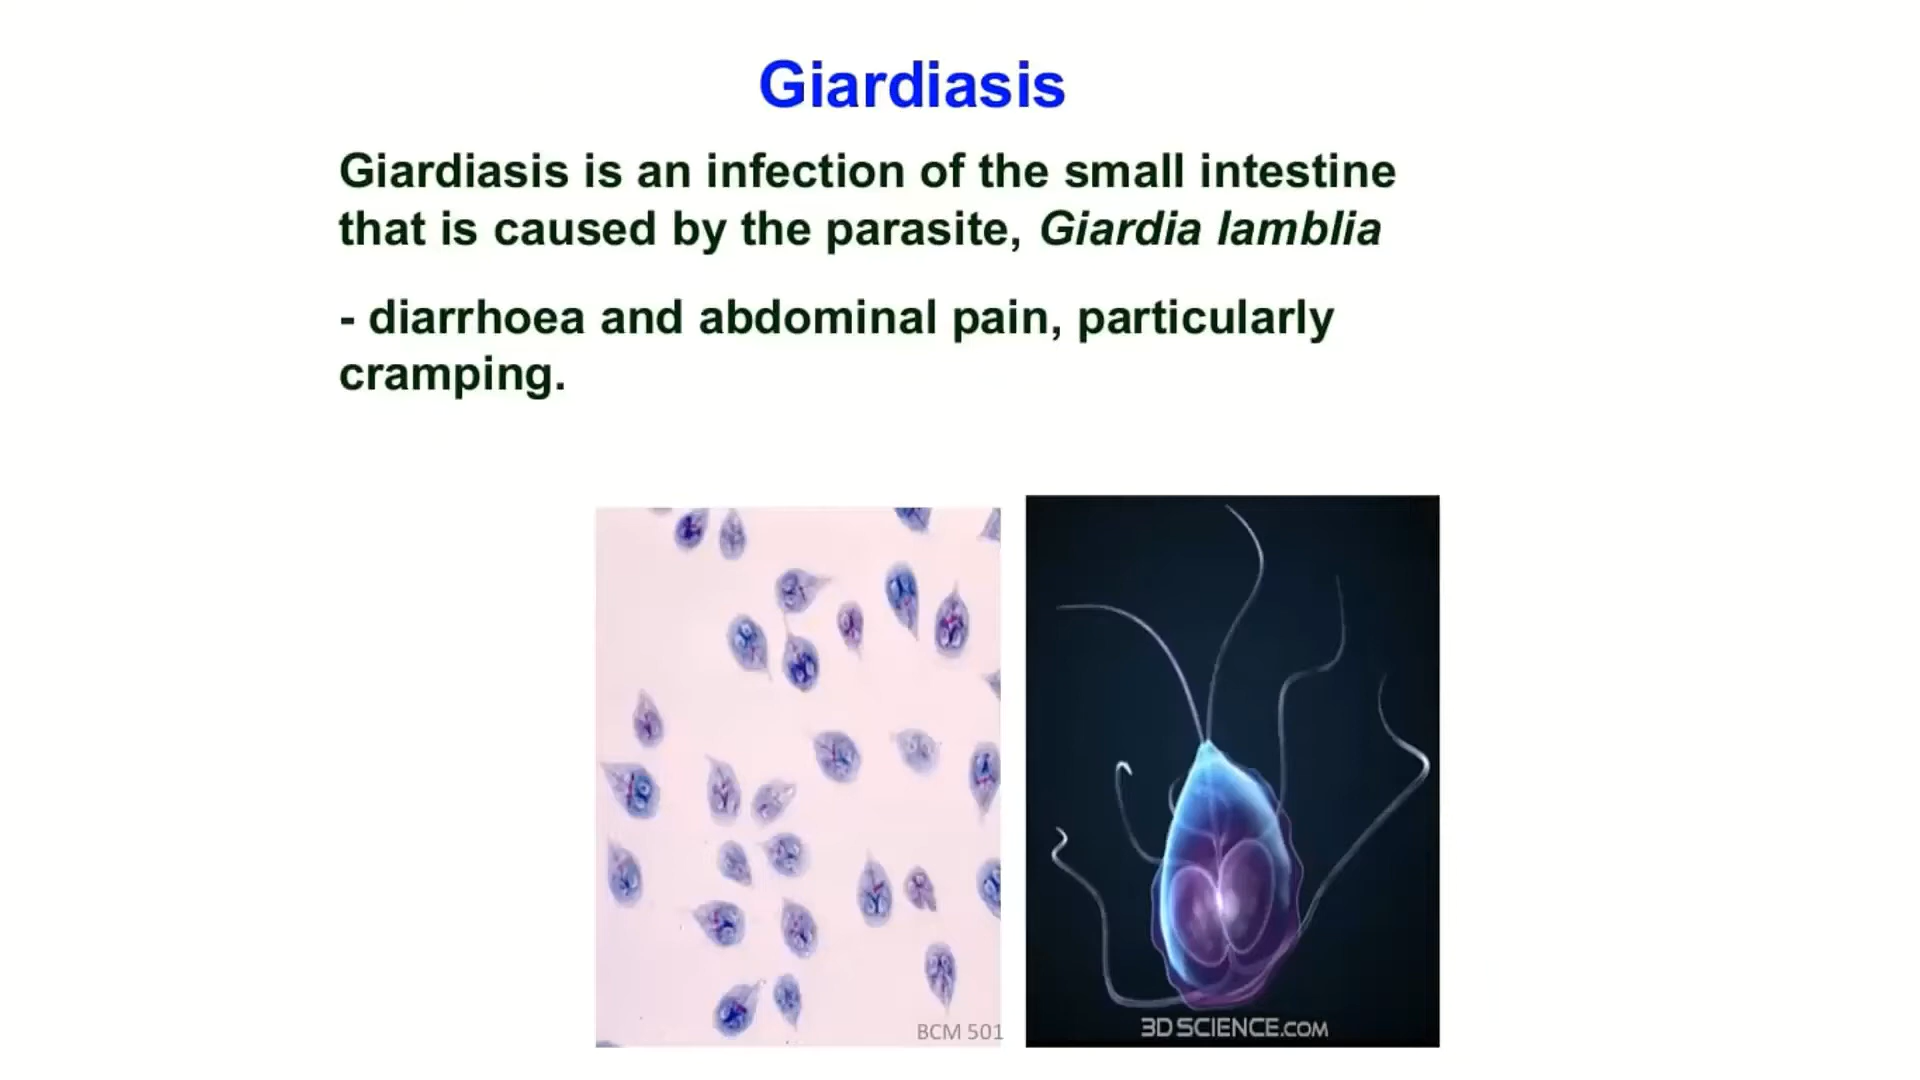 Giardiasis
Giardiasis is an infection of the small intestine
that is caused by the parasite, Giardia lamblia
- diarrhoea and abdominal pain, particularly
cramping.
BCM 501
3DSCIENCE.COM